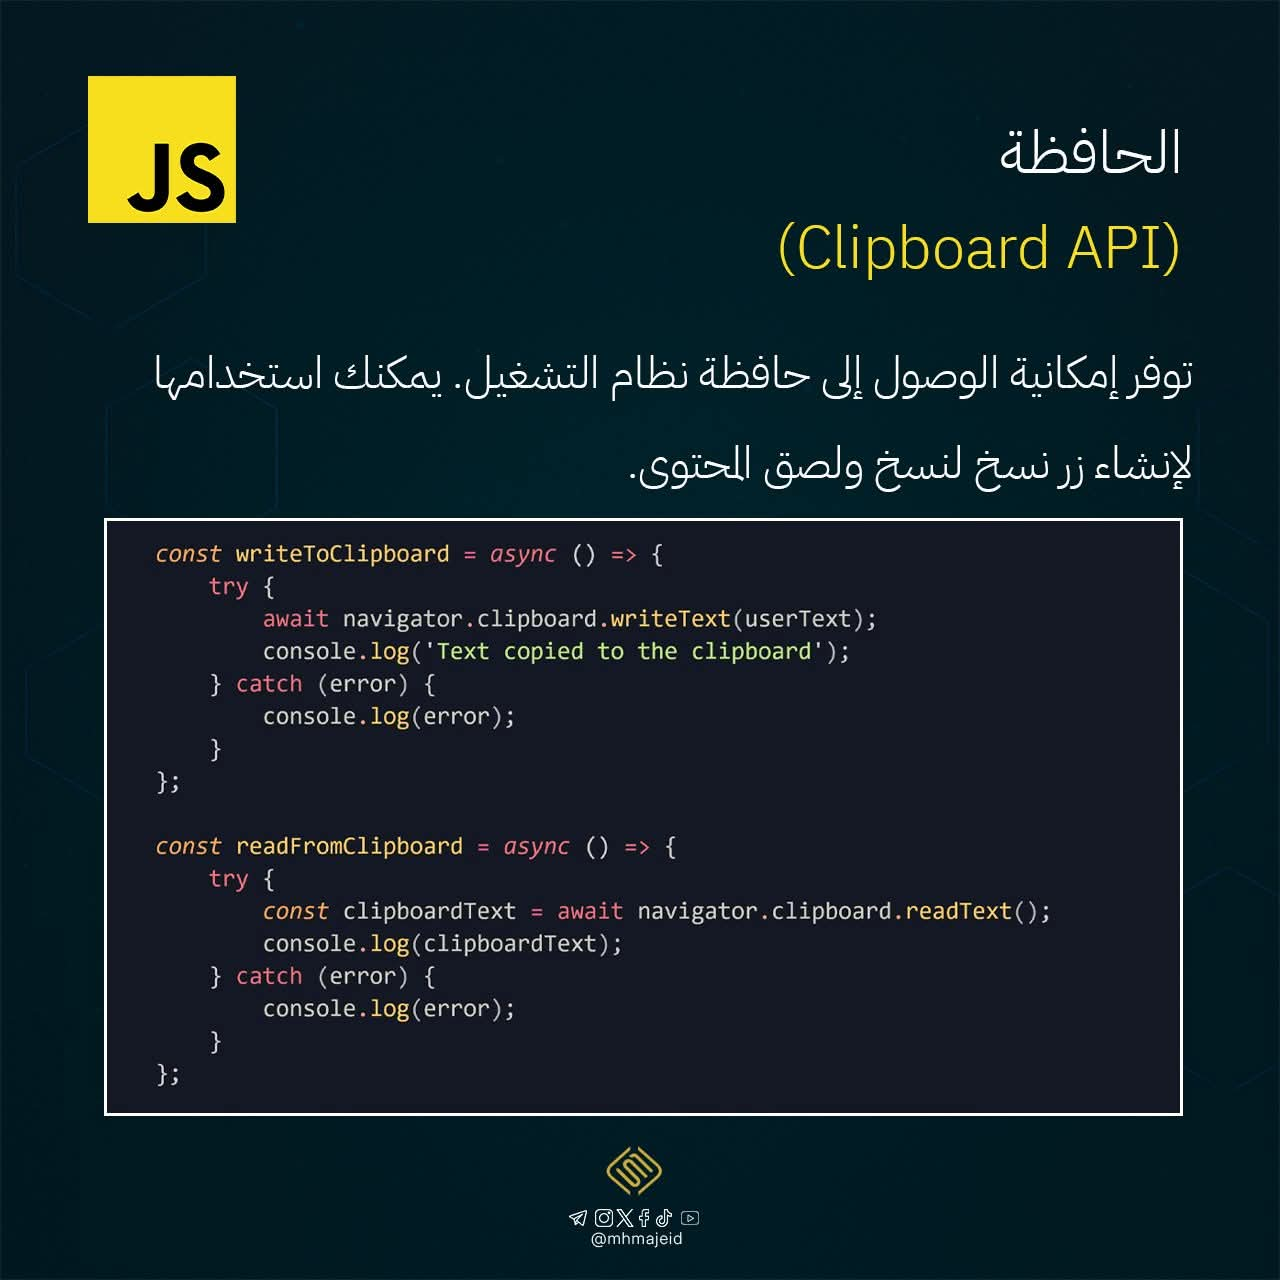 JS
الحافظة
(Clipboard API)
توفر إمكانية الوصول إلى حافظة نظام التشغيل. يمكنك استخدامها
لإنشاء زر نسخ لنسخ ولصق المحتوى.
const writeToClipboard = async () => {
    try {
        await navigator.clipboard.writeText(userText);
        console.log('Text copied to the clipboard');
    } catch (error) {
        console.log(error);
    }
};

const readFromClipboard = async () => {
    try {
        const clipboardText = await navigator.clipboard.readText();
        console.log(clipboardText);
    } catch (error) {
        console.log(error);
    }
};
@mhmajeid